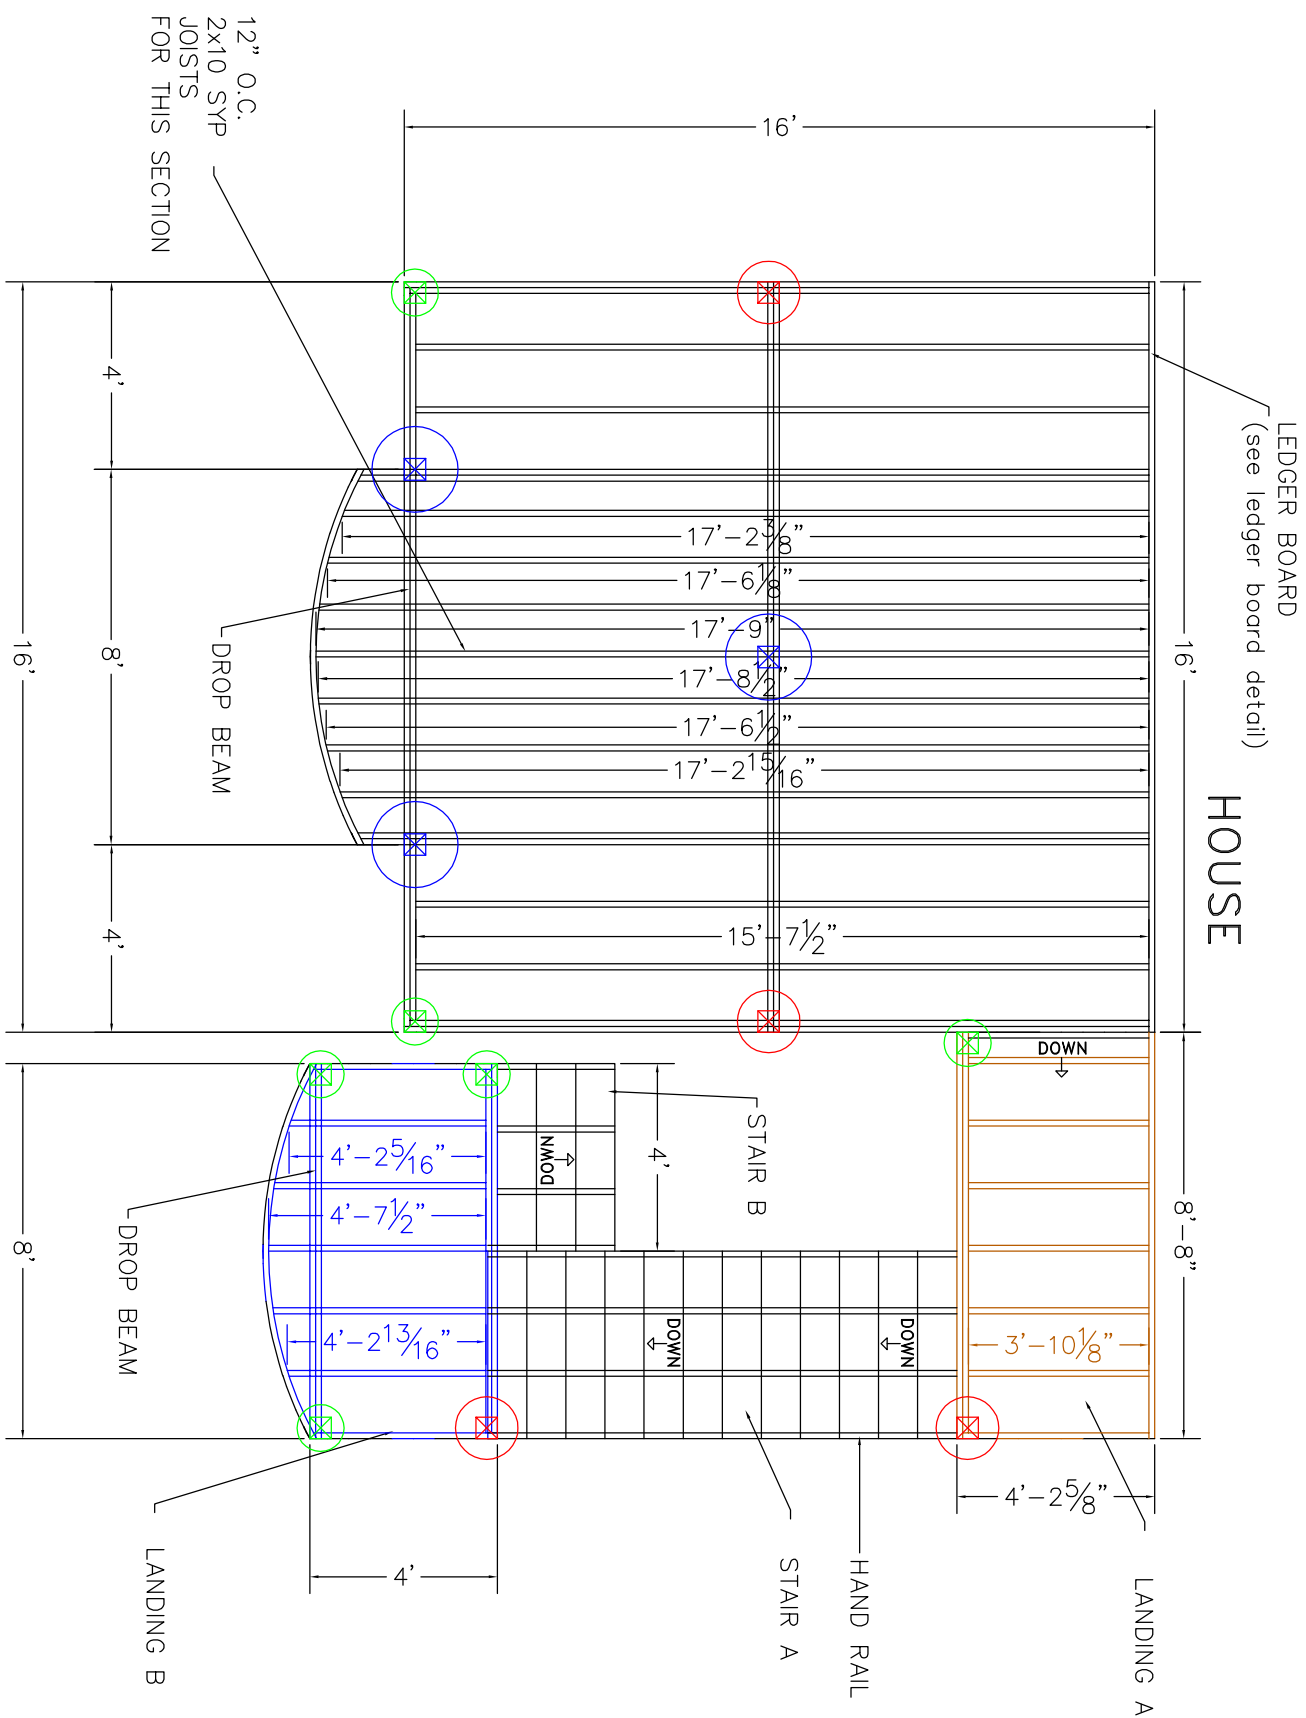 HOUSE
LEDGER BOARD
(see ledger board detail)
16'
8'-8"
16'
12" O.C.
2x10 SYP
JOISTS
FOR THIS SECTION
17'-2 3/8"
17'-6 1/8"
17'-9"
17'-8 1/2"
17'-6 1/2"
17'-2 15/16"
15'-7 1/2"
DOWN
3'-10 1/8"
4'-2 5/8"
LANDING A
HAND RAIL
STAIR A
STAIR B
4'
DOWN
DOWN
DOWN
4'-2 5/16"
4'-7 1/2"
4'-2 13/16"
4'
LANDING B
DROP BEAM
DROP BEAM
4'
8'
4'
16'
8'